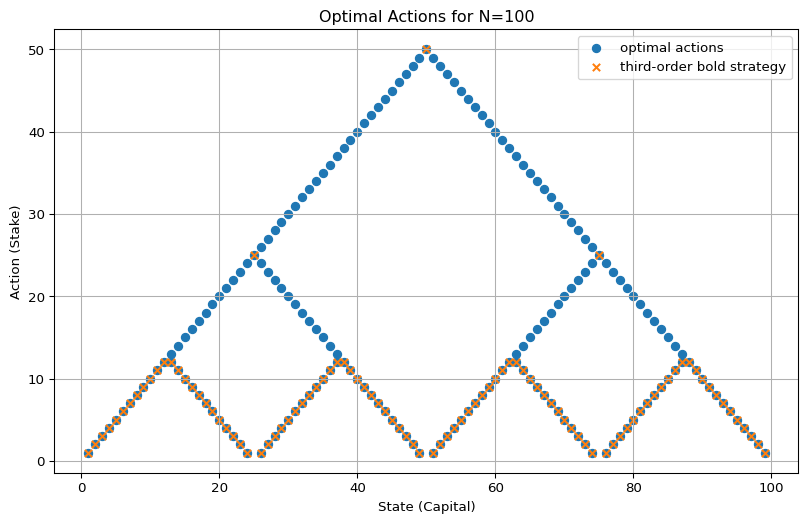 Optimal Actions for N=100
optimal actions
third-order bold strategy
Action (Stake)
50
40
30
20
10
0
0 20 40 60 80 100
State (Capital)